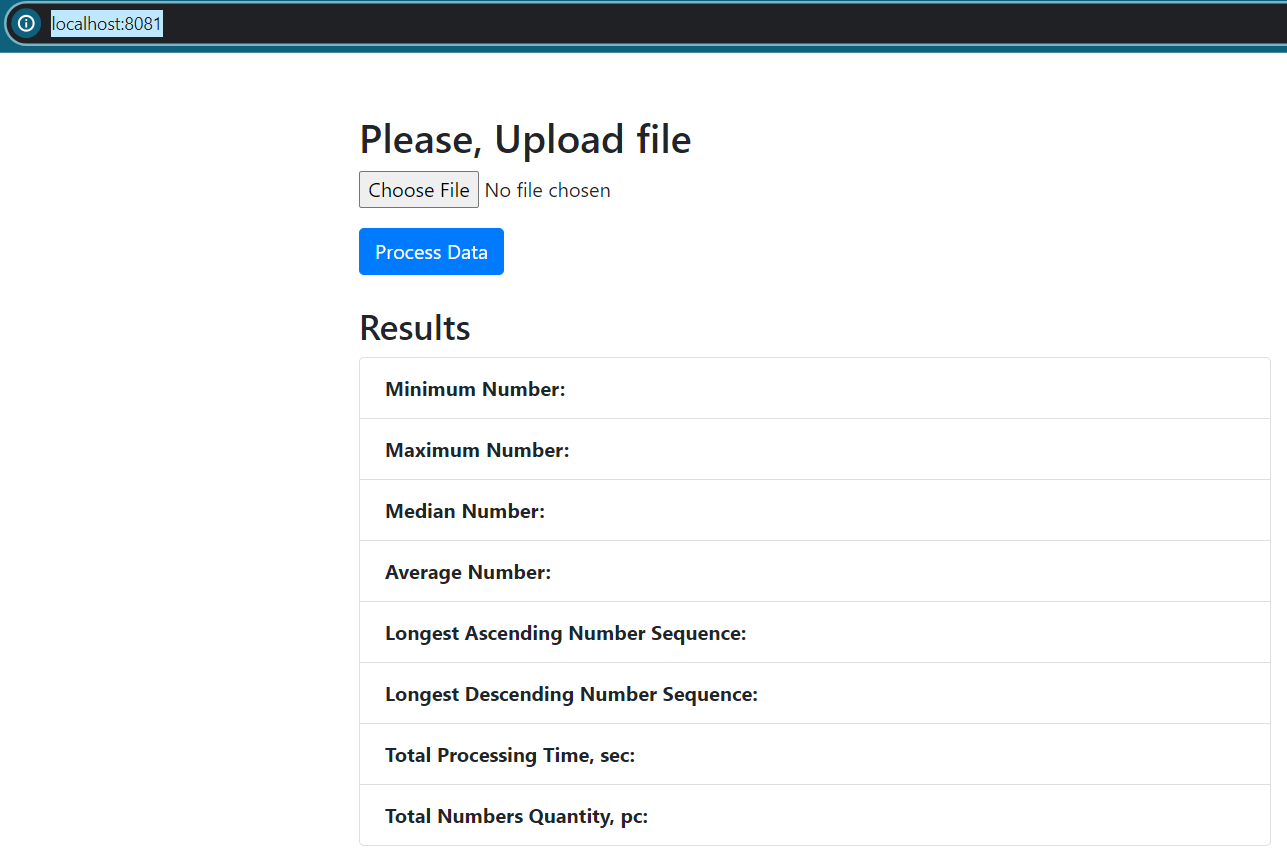 localhost:8081
Please, Upload file
Choose File No file chosen
Process Data
Results
Minimum Number:
Maximum Number:
Median Number:
Average Number:
Longest Ascending Number Sequence:
Longest Descending Number Sequence:
Total Processing Time, sec:
Total Numbers Quantity, pc: